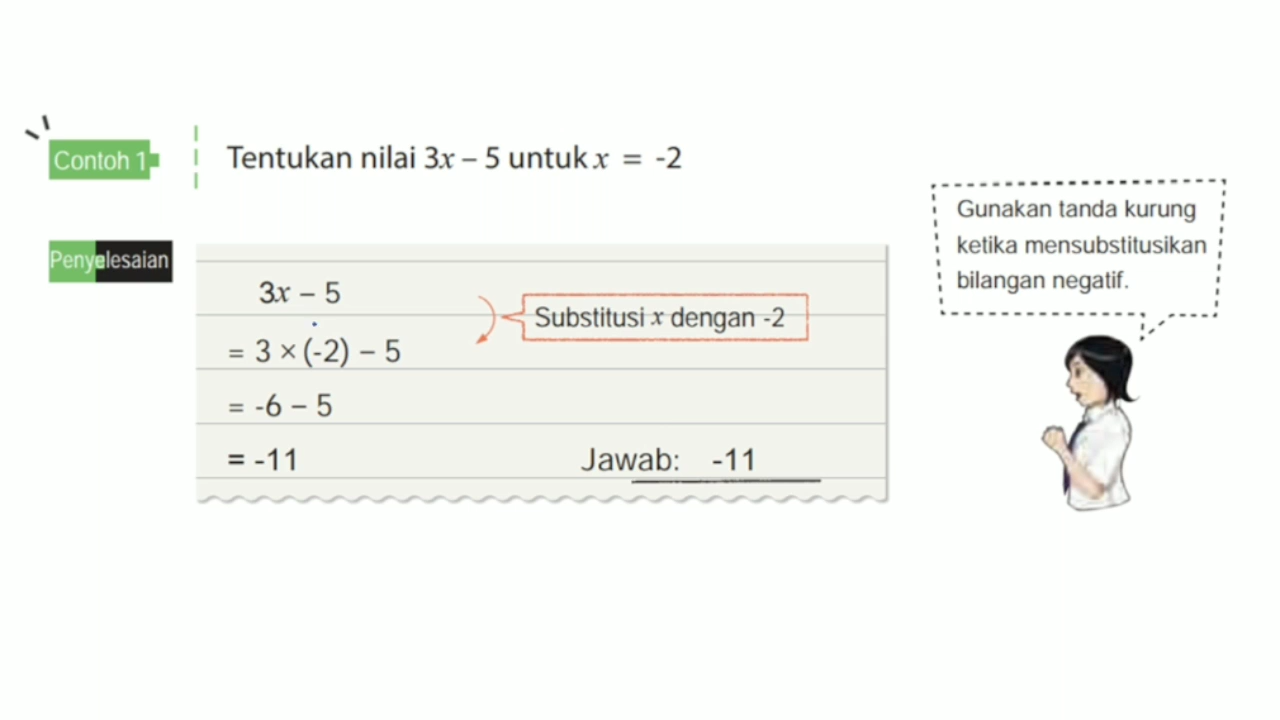 Contoh 1
Tentukan nilai 3x – 5 untuk x = -2
Penyelesaian
3x – 5
= 3 × (-2) – 5
= -6 – 5
= -11
Substitusi x dengan -2
Jawab: -11
Gunakan tanda kurung
ketika mensubstitusikan
bilangan negatif.